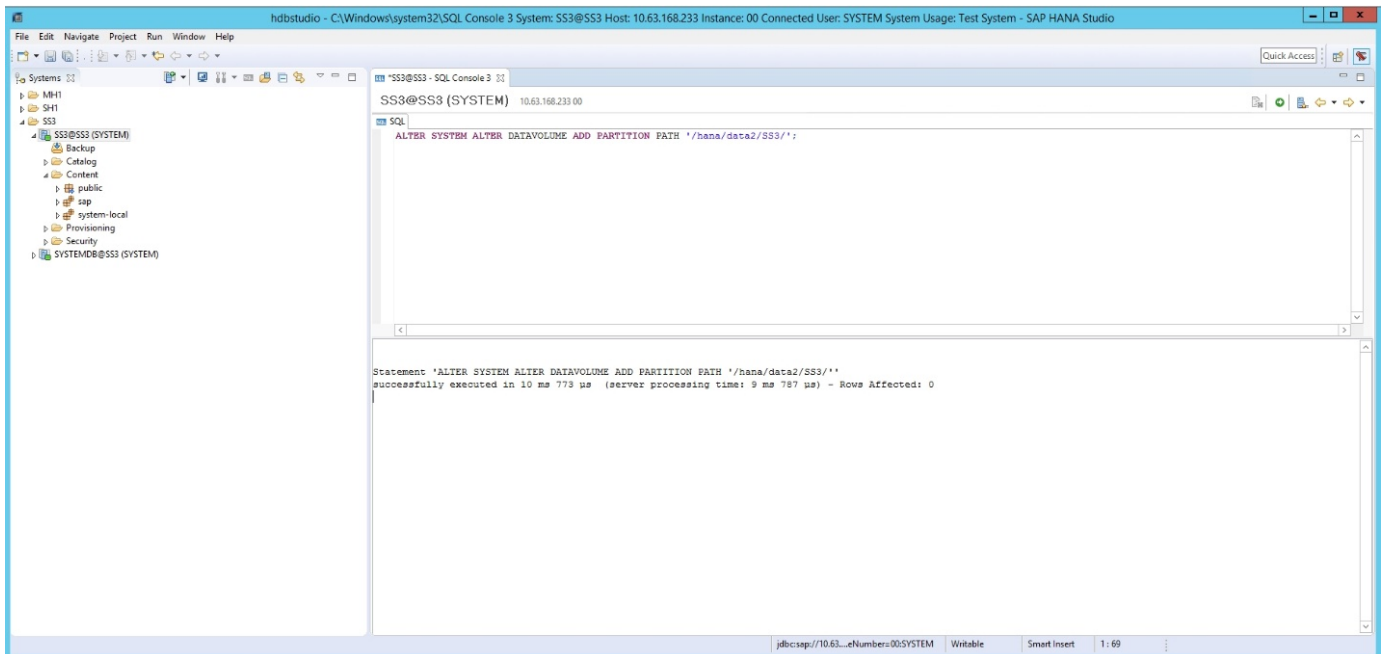 hdbstudio - C:\Windows\system32\SQL Console 3 System: SS3@SS3 Host: 10.63.168.233 Instance: 00 Connected User: SYSTEM System Usage: Test System - SAP HANA Studio
File Edit Navigate Project Run Window Help
Quick Access
Systems
MH1
SH1
SS3
SS3@SS3 (SYSTEM)
Backup
Catalog
Content
public
sap
system-local
Provisioning
Security
SYSTEMDB@SS3 (SYSTEM)
*SS3@SS3 - SQL Console 3
SS3@SS3 (SYSTEM) 10.63.168.233 00
SQL
ALTER SYSTEM ALTER DATAVOLUME ADD PARTITION PATH '/hana/data2/SS3/';
Statement 'ALTER SYSTEM ALTER DATAVOLUME ADD PARTITION PATH '/hana/data2/SS3/''
successfully executed in 10 ms 773 µs (server processing time: 9 ms 787 µs) - Rows Affected: 0
jdbc:sap://10.63....eNumber=00:SYSTEM Writable Smart Insert 1 : 69